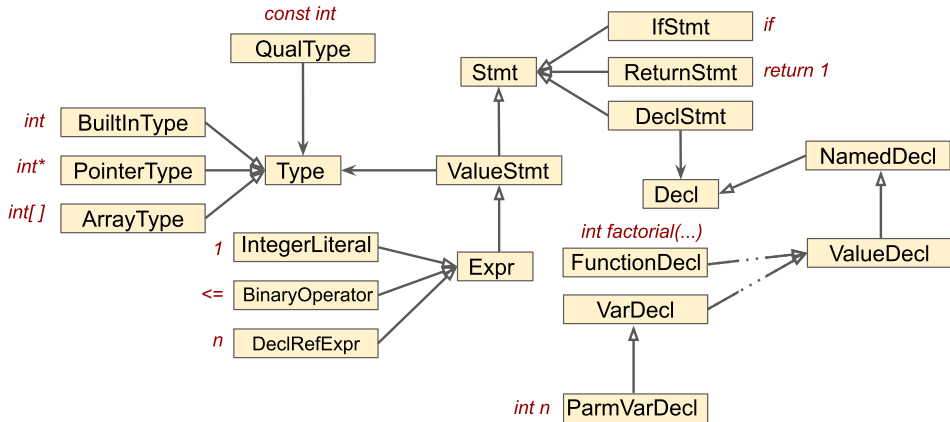 const int
QualType
Stmt
IfStmt
if
ReturnStmt
return 1
DeclStmt
int
BuiltInType
int*
PointerType
Type
ValueStmt
NamedDecl
Decl
int[ ]
ArrayType
int factorial(...)
1
IntegerLiteral
Expr
FunctionDecl
ValueDecl
<=
BinaryOperator
VarDecl
n
DeclRefExpr
int n
ParmVarDecl